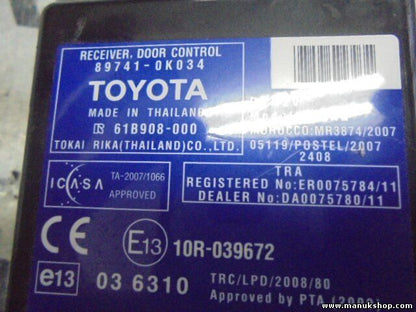 RECEIVER, DOOR CONTROL
89741-0K034
TOYOTA
MADE IN THAILAND
61B908-000
TOKAI RIKA(THAILAND)CO.,LTD.
MOROCCO:MR3874/2007
05119/POSTEL/2007
2408
ICASA
TA-2007/1066
APPROVED
TRA
REGISTERED No:ER0075784/11
DEALER No:DA0075780/11
CE
E13 10R-039672
e13 03 6310
TRC/LPD/2008/80
Approved by PTA
www.manukshop.com